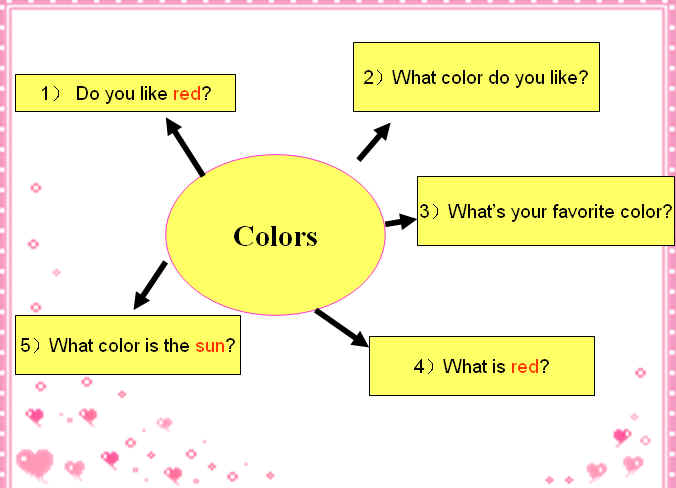 Colors
1） Do you like red?
2）What color do you like?
3）What's your favorite color?
4）What is red?
5）What color is the sun?